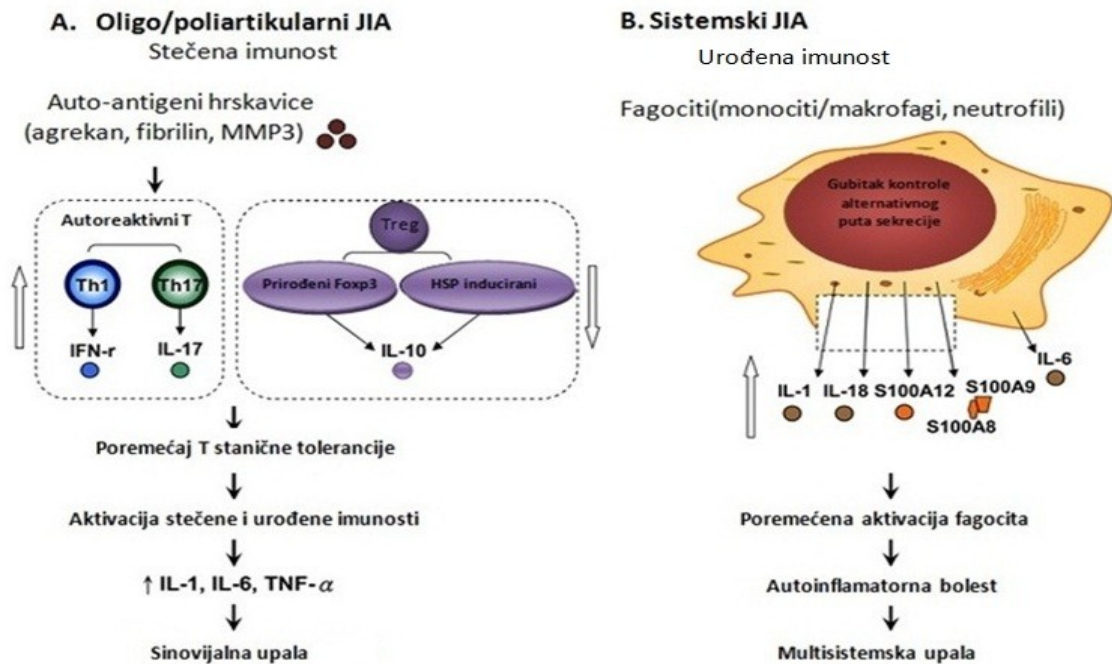 A. Oligo/poliartikularni JIA
Stečena imunost
Auto-antigeni hrskavice
(agrekan, fibrilin, MMP3)
Autoreaktivni T
Th1
Th17
IFN-r
IL-17
Treg
Prirođeni Foxp3
HSP inducirani
IL-10
Poremećaj T stanične tolerancije
Aktivacija stečene i urođene imunosti
↑ IL-1, IL-6, TNF-α
Sinovijalna upala
B. Sistemski JIA
Urođena imunost
Fagociti(monociti/makrofagi, neutrofili)
Gubitak kontrole
alternativnog
puta sekrecije
IL-6
IL-1
IL-18
S100A12
S100A9
S100A8
Poremećena aktivacija fagocita
Autoinflamatorna bolest
Multisistemska upala